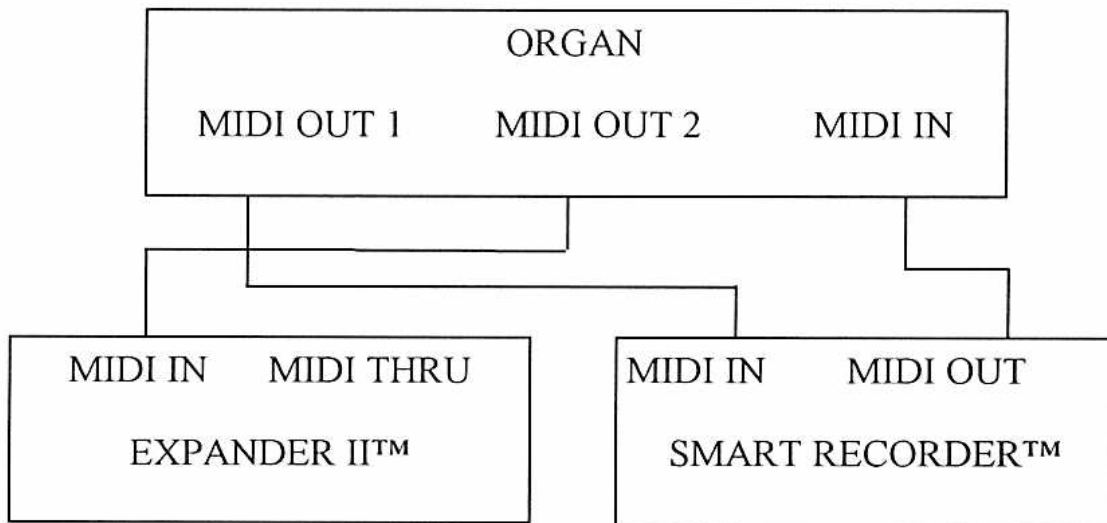 ORGAN
MIDI OUT 1 MIDI OUT 2 MIDI IN
MIDI IN MIDI THRU
EXPANDER II™
MIDI IN MIDI OUT
SMART RECORDER™